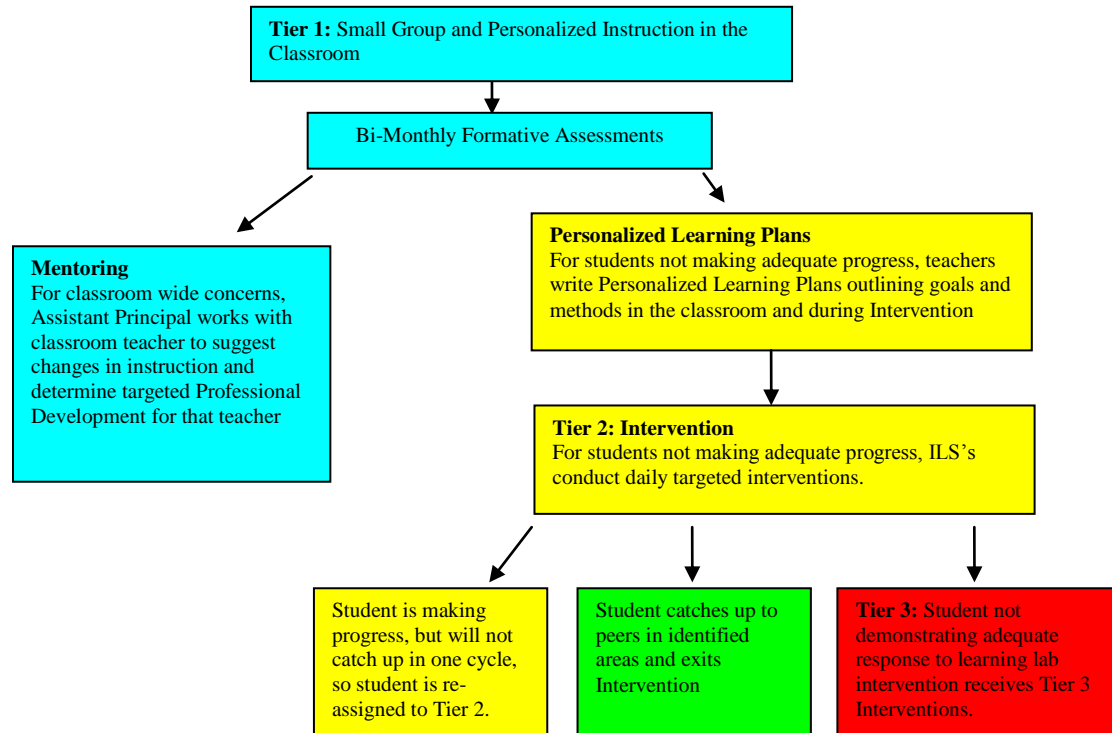 Tier 1: Small Group and Personalized Instruction in the
Classroom
Bi-Monthly Formative Assessments
Mentoring
For classroom wide concerns,
Assistant Principal works with
classroom teacher to suggest
changes in instruction and
determine targeted Professional
Development for that teacher
Personalized Learning Plans
For students not making adequate progress, teachers
write Personalized Learning Plans outlining goals and
methods in the classroom and during Intervention
Tier 2: Intervention
For students not making adequate progress, ILS’s
conduct daily targeted interventions.
Student is making
progress, but will not
catch up in one cycle,
so student is re-
assigned to Tier 2.
Student catches up to
peers in identified
areas and exits
Intervention
Tier 3: Student not
demonstrating adequate
response to learning lab
intervention receives Tier 3
Interventions.